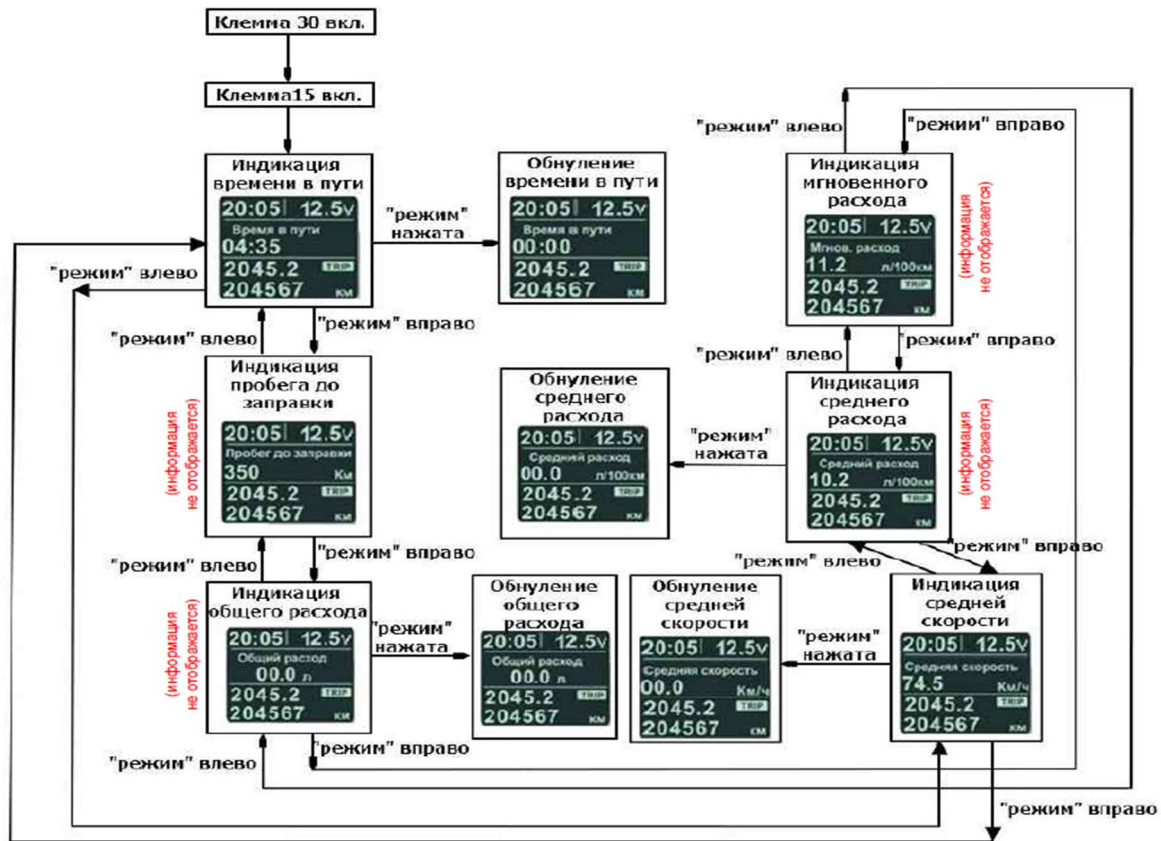 Клемма 30 вкл.
Клемма15 вкл.
Индикация
времени в пути
20:05 12.5v
Время в пути
04:35
2045.2 TRIP
204567 км
"режим"
нажата
Обнуление
времени в пути
20:05 12.5v
Время в пути
00:00
2045.2 TRIP
204567 км
"режим" влево
"режим" влево
"режим" вправо
Индикация
пробега до
заправки
20:05 12.5v
Пробег до заправки
350 Км
2045.2 TRIP
204567 км
(информация
не отображается)
"режим" влево
"режим" вправо
Индикация
общего расхода
20:05 12.5v
Общий растод
00.0 л
2045.2 TRIP
204567 км
(информация
не отображается)
"режим"
нажата
Обнуление
общего
расхода
20:05 12.5v
Общий расход
00.0 л
2045.2 TRIP
204567 км
"режим" влево
"режим" вправо
"режим" влево
"режии" вправо
Индикация
мгновенного
расхода
20:05 12.5v
Мгнов. расход
11.2 л/100км
2045.2 TRIP
204567 км
(информация
не отображается)
"режим" влево
"режим" вправо
Индикация
среднего
расхода
20:05 12.5v
Средний расход
10.2 л/100км
2045.2 TRIP
204567 км
(информация
не отображается)
"режим"
нажата
Обнуление
среднего
расхода
20:05 12.5v
Средний расход
00.0 л/100км
2045.2 TRIP
204567 км
"режим" влево
"режим" вправо
Индикация
средней
скорости
20:05 12.5v
Средняя скорость
74.5 Км/ч
2045.2 TRIP
204567 км
"режим"
нажата
Обнуление
средней
скорости
20:05 12.5v
Средняя скорость
00.0 Км/ч
2045.2 TRIP
204567 км
"режим" вправо